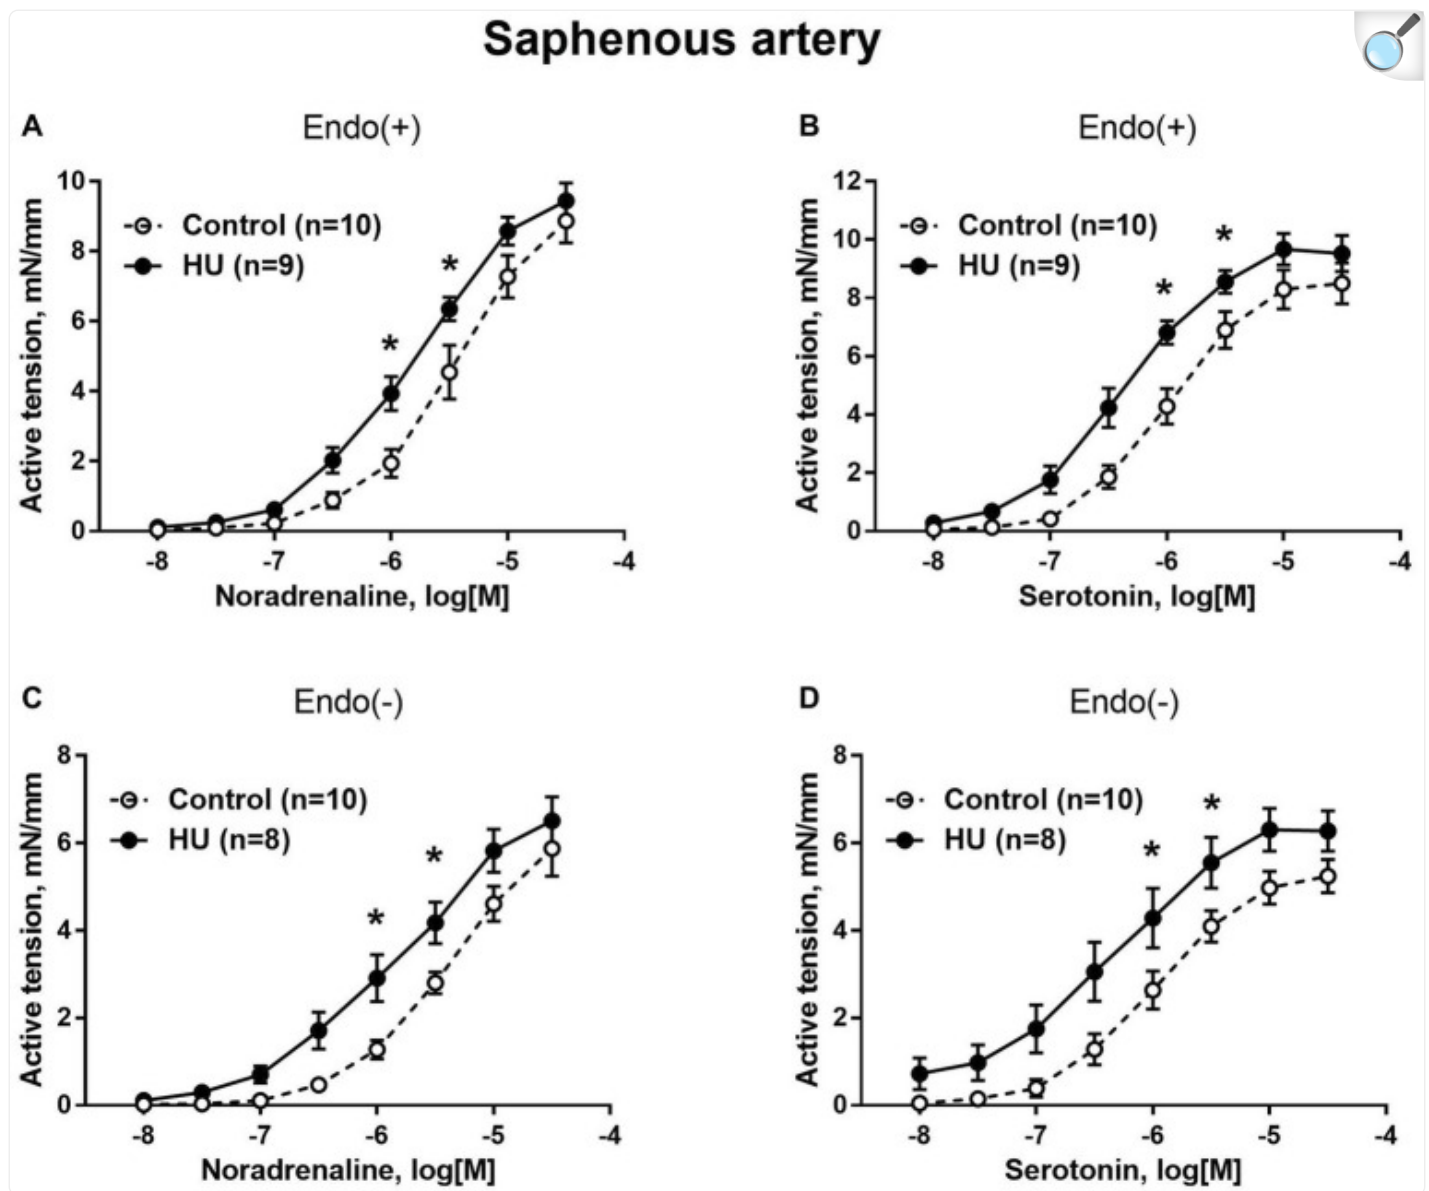 Saphenous artery
A
Endo(+)
10
8
6
4
2
0
Active tension, mN/mm
Control (n=10)
HU (n=9)
*
*
-8
-7
-6
-5
-4
Noradrenaline, log[M]
B
Endo(+)
12
10
8
6
4
2
0
Active tension, mN/mm
Control (n=10)
HU (n=9)
*
*
-8
-7
-6
-5
-4
Serotonin, log[M]
C
Endo(-)
8
6
4
2
0
Active tension, mN/mm
Control (n=10)
HU (n=8)
*
*
-8
-7
-6
-5
-4
Noradrenaline, log[M]
D
Endo(-)
8
6
4
2
0
Active tension, mN/mm
Control (n=10)
HU (n=8)
*
*
-8
-7
-6
-5
-4
Serotonin, log[M]